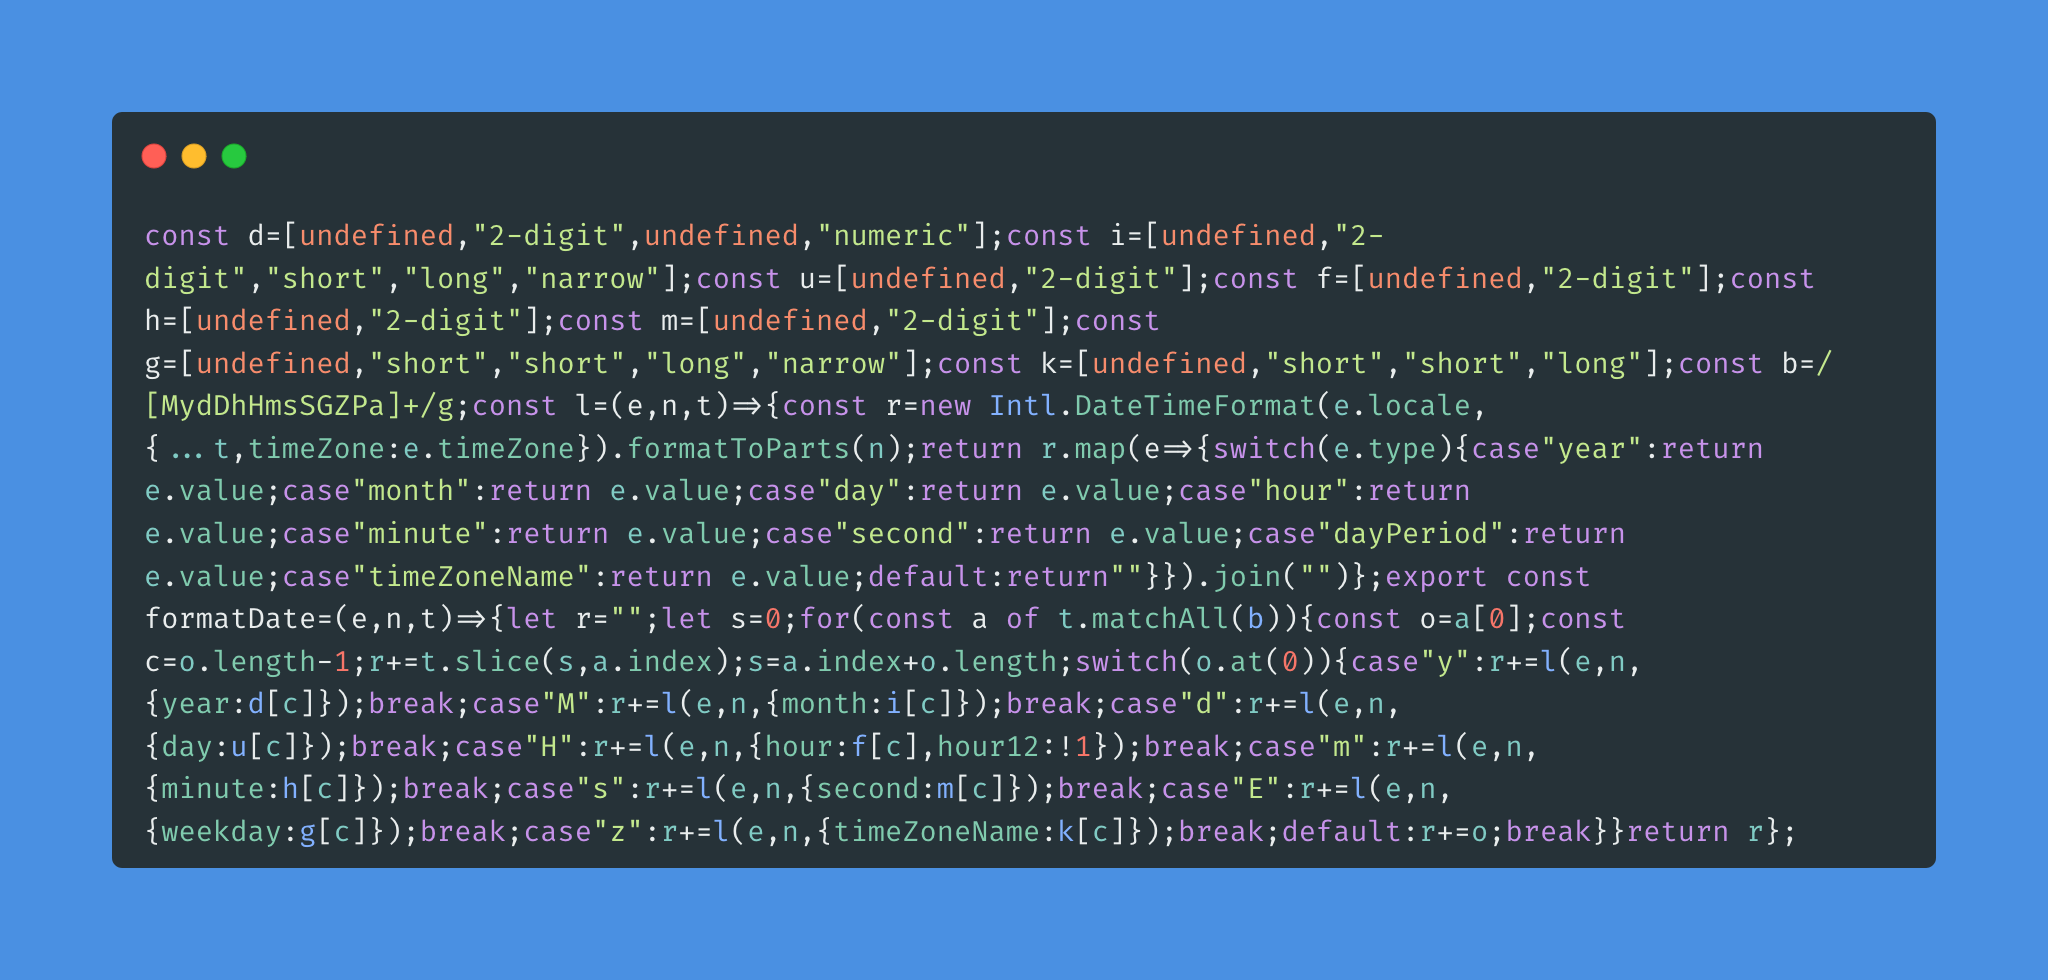 const d=[undefined,"2-digit",undefined,"numeric"];const i=[undefined,"2-
digit","short","long","narrow"];const u=[undefined,"2-digit"];const f=[undefined,"2-digit"];const
h=[undefined,"2-digit"];const m=[undefined,"2-digit"];const
g=[undefined,"short","short","long","narrow"];const k=[undefined,"short","short","long"];const b=/
[MydDhHmsSGZPa]+/g;const l=(e,n,t)=>{const r=new Intl.DateTimeFormat(e.locale,
{...t,timeZone:e.timeZone}).formatToParts(n);return r.map(e=>{switch(e.type){case"year":return
e.value;case"month":return e.value;case"day":return e.value;case"hour":return
e.value;case"minute":return e.value;case"second":return e.value;case"dayPeriod":return
e.value;case"timeZoneName":return e.value;default:return""}}).join("")};export const
formatDate=(e,n,t)=>{let r="";let s=0;for(const a of t.matchAll(b)){const o=a[0];const
c=o.length-1;r+=t.slice(s,a.index);s=a.index+o.length;switch(o.at(0)){case"y":r+=l(e,n,
{year:d[c]});break;case"M":r+=l(e,n,{month:i[c]});break;case"d":r+=l(e,n,
{day:u[c]});break;case"H":r+=l(e,n,{hour:f[c],hour12:!1});break;case"m":r+=l(e,n,
{minute:h[c]});break;case"s":r+=l(e,n,{second:m[c]});break;case"E":r+=l(e,n,
{weekday:g[c]});break;case"z":r+=l(e,n,{timeZoneName:k[c]});break;default:r+=o;break}}return r};